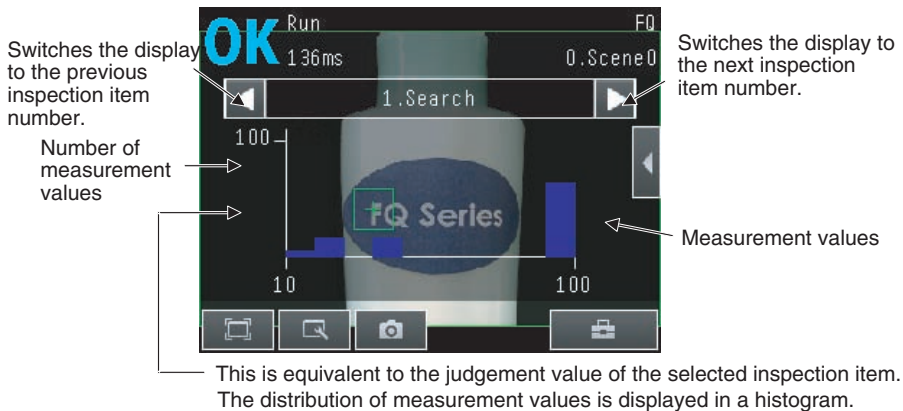 OK
Run
FQ
136ms
0.Scene0
Switches the display
to the previous
inspection item
number.
Switches the display to
the next inspection
item number.
1.Search
100
Number of
measurement
values
FQ Series
Measurement values
10
100
This is equivalent to the judgement value of the selected inspection item.
The distribution of measurement values is displayed in a histogram.